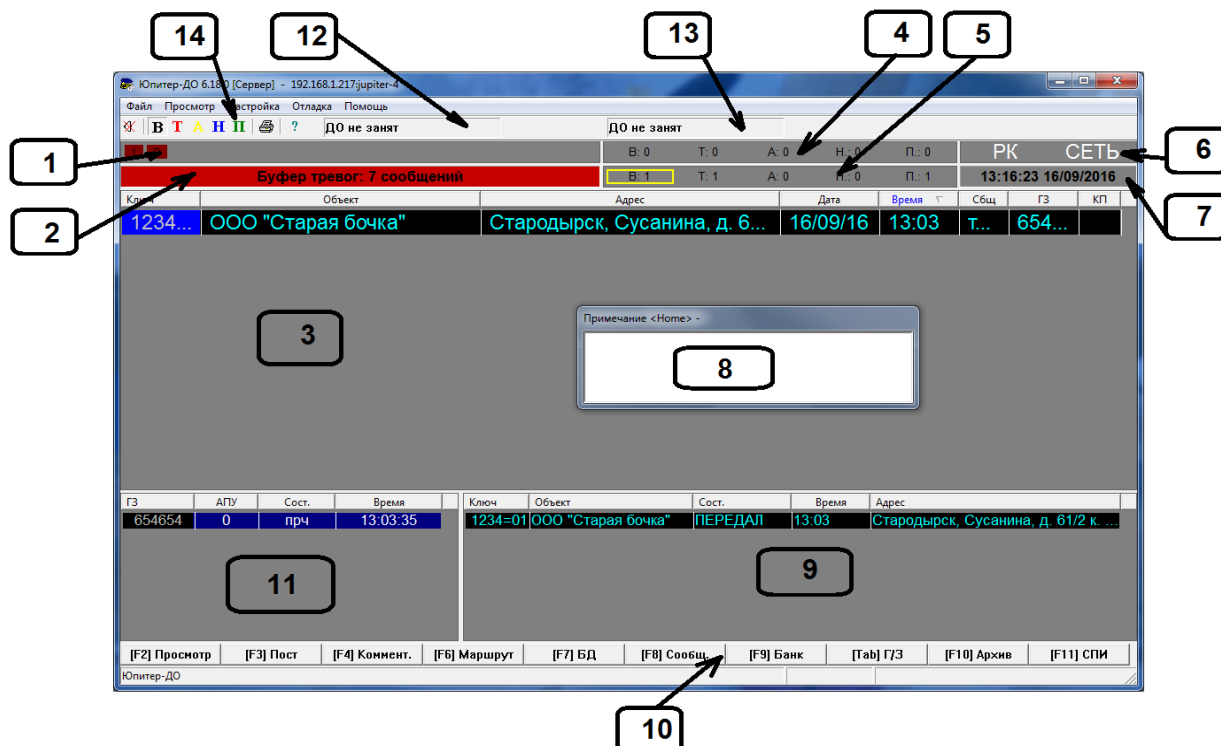 14 12 13 4 5
Юпитер-ДО 6.18.0 [Сервер] - 192.168.1.217:jupiter-4
Файл Просмотр Настройка Отладка Помощь
В Т А Н П ? ДО не занят ДО не занят
1 В: 0 Т: 0 А: 0 Н.: 0 П.: 0 РК СЕТЬ 6
2 Буфер тревог: 7 сообщений В: 1 Т: 1 А: 0 Н.: 0 П.: 1 13:16:23 16/09/2016 7
Ключ Объект Адрес Дата Время Сбщ ГЗ КП
1234... ООО "Старая бочка" Стародырск, Сусанина, д. 6... 16/09/16 13:03 т... 654...
3
Примечание <Home> -
8
ГЗ АПУ Сост. Время Ключ Объект Сост. Время Адрес
654654 0 прч 13:03:35 1234=01 ООО "Старая бочка" ПЕРЕДАЛ 13:03 Стародырск, Сусанина, д. 61/2 к. ...
11 9
[F2] Просмотр [F3] Пост [F4] Коммент. [F6] Маршрут [F7] БД [F8] Сообщ. [F9] Банк [Tab] Г/З [F10] Архив [F11] СПИ
Юпитер-ДО
10